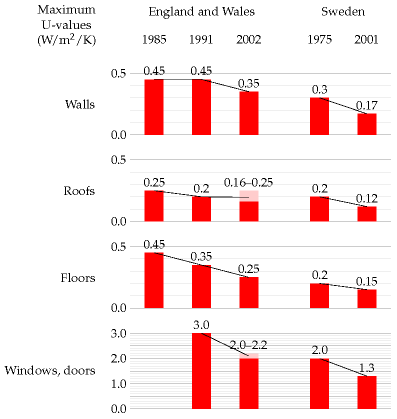 Maximum
U-values
(W/m²/K)
England and Wales
Sweden
1985 1991 2002 1975 2001
Walls
0.5
0.0
0.45 0.45 0.35 0.3 0.17
Roofs
0.5
0.0
0.25 0.2 0.16–0.25 0.2 0.12
Floors
0.5
0.0
0.45 0.35 0.25 0.2 0.15
Windows, doors
3.0
2.0
1.0
0.0
3.0 2.0–2.2 2.0 1.3